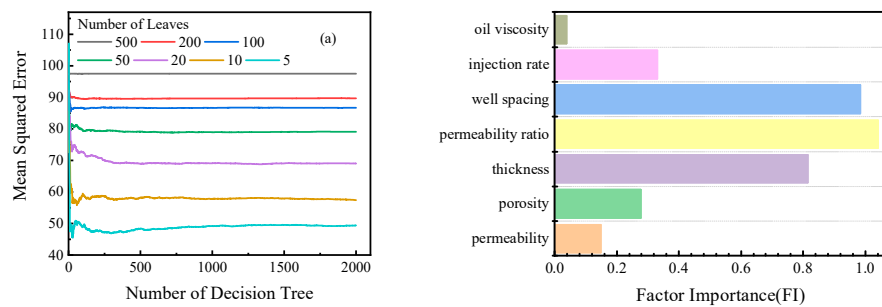 Number of Leaves
(a)
500 200 100
50 20 10 5
Mean Squared Error
110
100
90
80
70
60
50
40
0 500 1000 1500 2000
Number of Decision Tree
oil viscosity
injection rate
well spacing
permeability ratio
thickness
porosity
permeability
0.0 0.2 0.4 0.6 0.8 1.0
Factor Importance(FI)